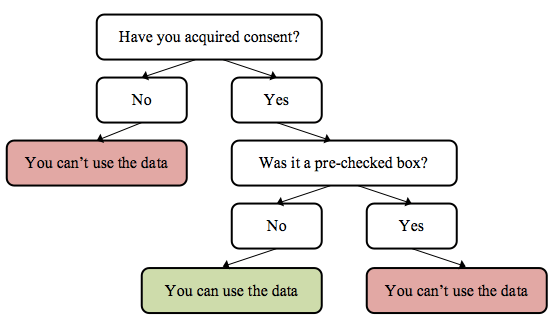 Have you acquired consent?
No
Yes
You can’t use the data
Was it a pre-checked box?
No
Yes
You can use the data
You can’t use the data